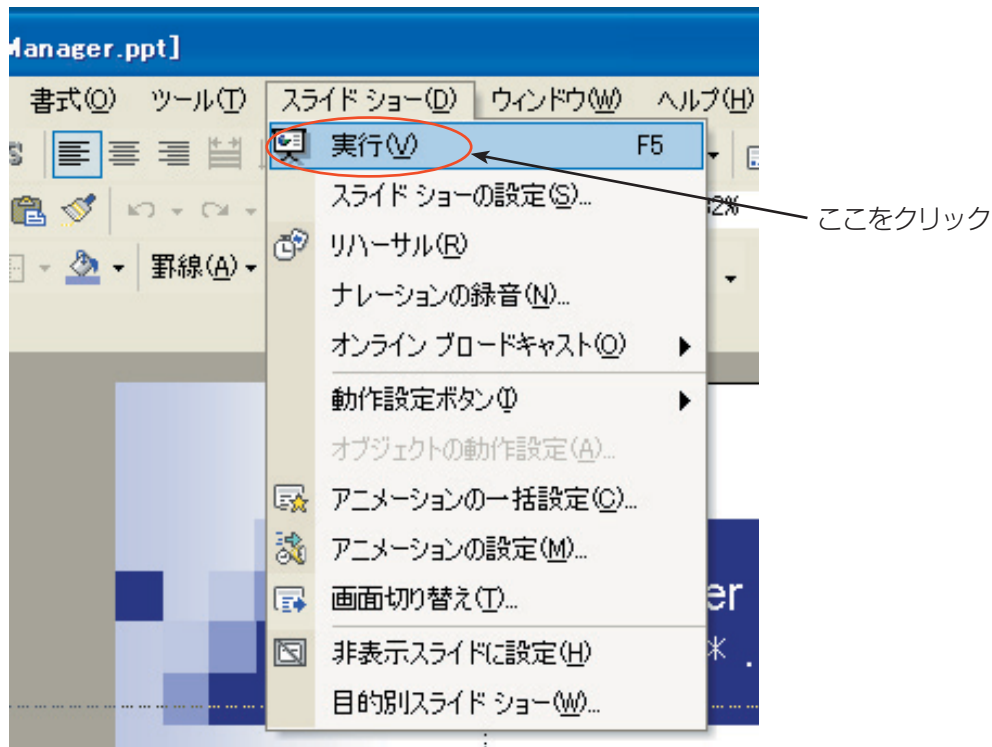 Manager.ppt]
書式(O) ツール(T) スライド ショー(D) ウィンドウ(W) ヘルプ(H)
実行(V) F5
スライド ショーの設定(S)...
2%
ここをクリック
リハーサル(R)
罫線(A)
ナレーションの録音(N)...
オンライン ブロードキャスト(O)
動作設定ボタン(I)
オブジェクトの動作設定(A)...
アニメーションの一括設定(C)...
アニメーションの設定(M)...
画面切り替え(T)...
er
非表示スライドに設定(H)
* .
目的別スライド ショー(W)...